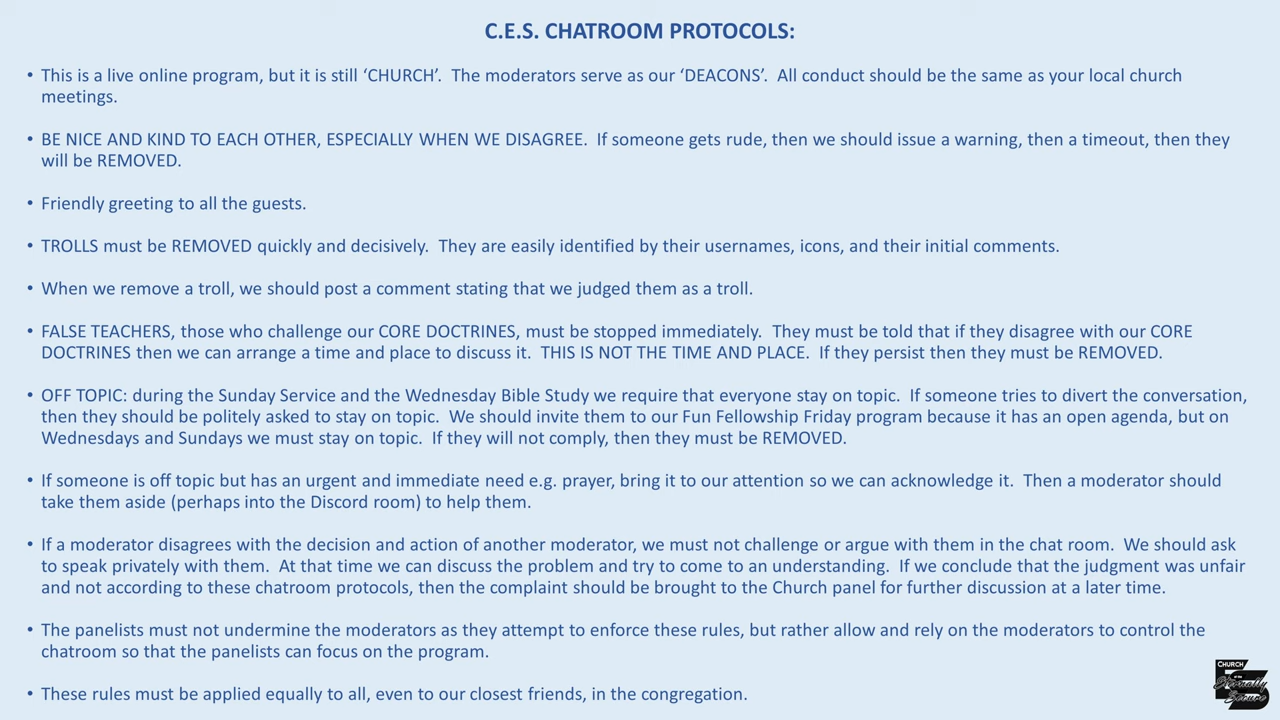 C.E.S. CHATROOM PROTOCOLS:
• This is a live online program, but it is still ‘CHURCH’.  The moderators serve as our ‘DEACONS’.  All conduct should be the same as your local church
meetings.
• BE NICE AND KIND TO EACH OTHER, ESPECIALLY WHEN WE DISAGREE.  If someone gets rude, then we should issue a warning, then a timeout, then they
will be REMOVED.
• Friendly greeting to all the guests.
• TROLLS must be REMOVED quickly and decisively.  They are easily identified by their usernames, icons, and their initial comments.
• When we remove a troll, we should post a comment stating that we judged them as a troll.
• FALSE TEACHERS, those who challenge our CORE DOCTRINES, must be stopped immediately.  They must be told that if they disagree with our CORE
DOCTRINES then we can arrange a time and place to discuss it.  THIS IS NOT THE TIME AND PLACE.  If they persist then they must be REMOVED.
• OFF TOPIC: during the Sunday Service and the Wednesday Bible Study we require that everyone stay on topic.  If someone tries to divert the conversation,
then they should be politely asked to stay on topic.  We should invite them to our Fun Fellowship Friday program because it has an open agenda, but on
Wednesdays and Sundays we must stay on topic.  If they will not comply, then they must be REMOVED.
• If someone is off topic but has an urgent and immediate need e.g. prayer, bring it to our attention so we can acknowledge it.  Then a moderator should
take them aside (perhaps into the Discord room) to help them.
• If a moderator disagrees with the decision and action of another moderator, we must not challenge or argue with them in the chat room.  We should ask
to speak privately with them.  At that time we can discuss the problem and try to come to an understanding.  If we conclude that the judgment was unfair
and not according to these chatroom protocols, then the complaint should be brought to the Church panel for further discussion at a later time.
• The panelists must not undermine the moderators as they attempt to enforce these rules, but rather allow and rely on the moderators to control the
chatroom so that the panelists can focus on the program.
• These rules must be applied equally to all, even to our closest friends, in the congregation.
CHURCH
of the
Eternally
Secure